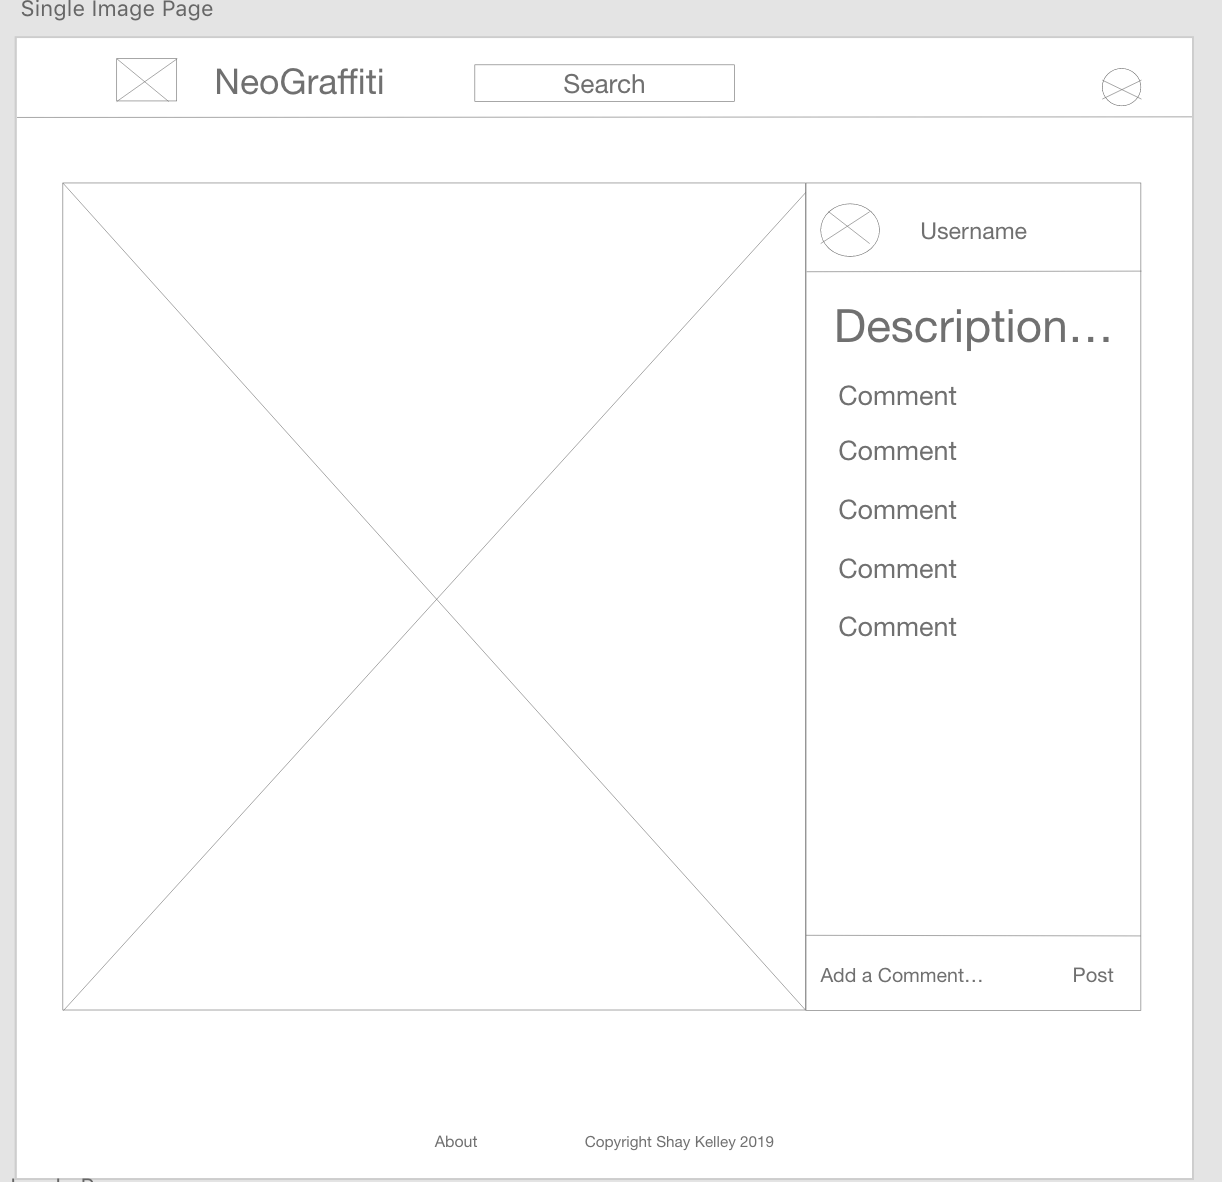 Single Image Page
NeoGraffiti
Search
Username
Description...
Comment
Comment
Comment
Comment
Comment
Add a Comment...
Post
About
Copyright Shay Kelley 2019